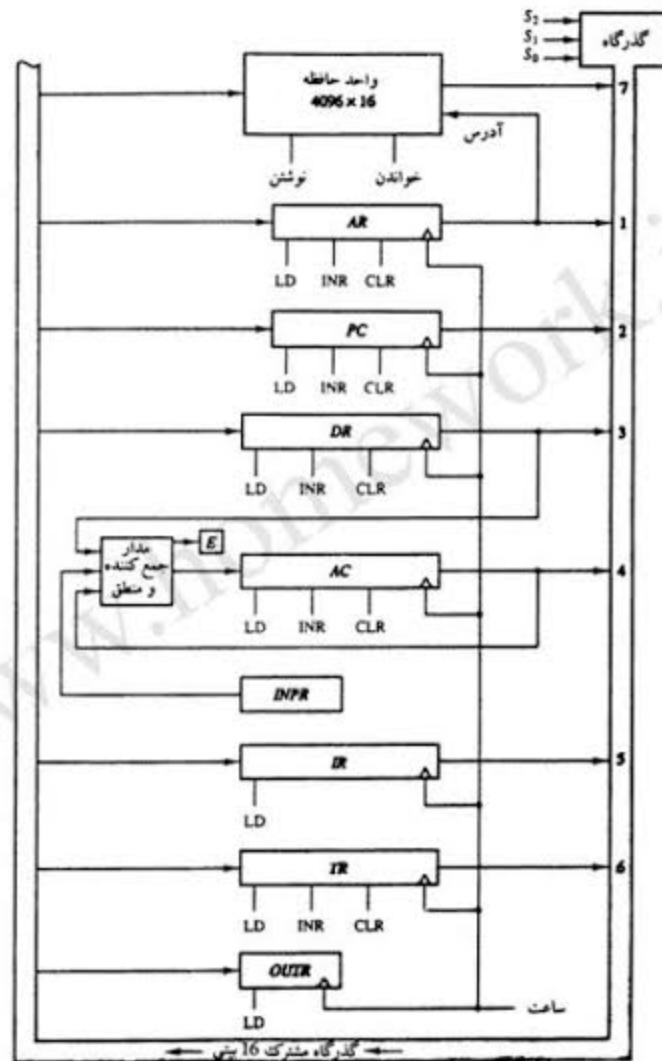 S₂
S₁
S₀
گذرگاه
واحد حافظه
4096 × 16
7
آدرس
نوشتن
خواندن
AR
1
LD INR CLR
PC
2
LD INR CLR
DR
3
LD INR CLR
مدار
جمع کننده
و منطق
E
AC
4
LD INR CLR
INPR
IR
5
LD
TR
6
LD INR CLR
OUTR
LD
ساعت
گذرگاه مشترک 16 بیتی